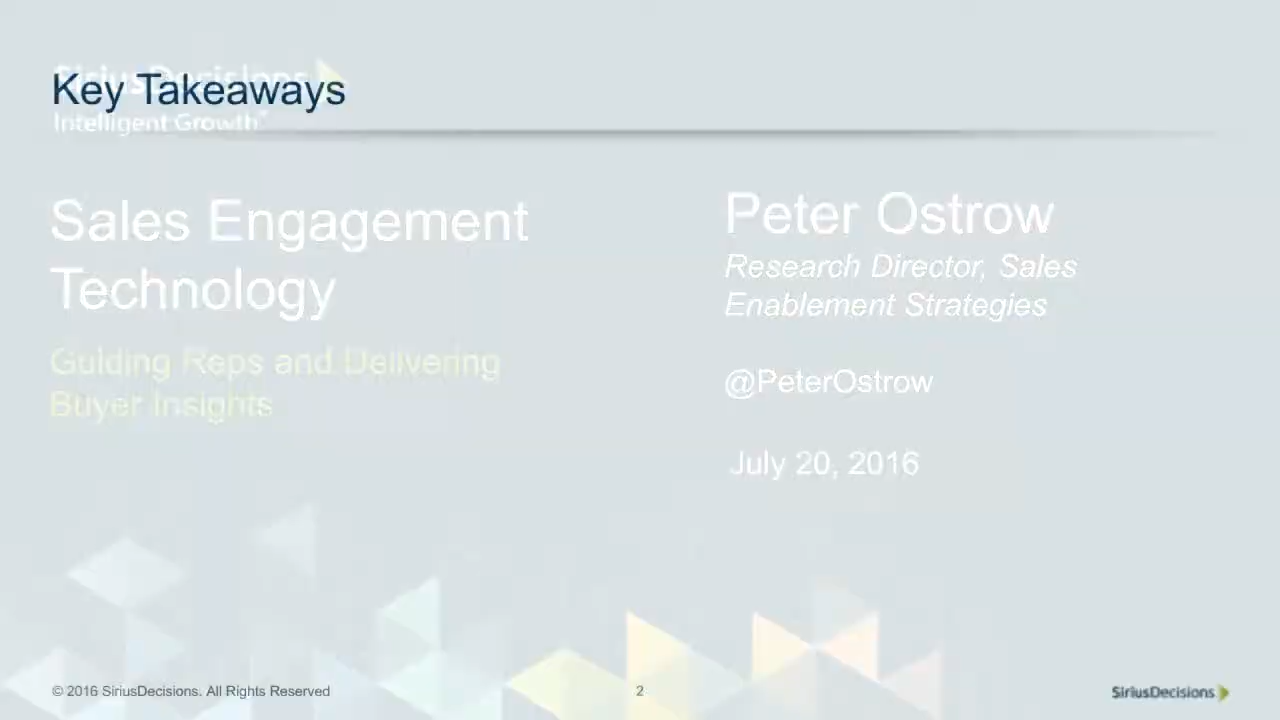 SiriusDecisions
Key Takeaways
Intelligent Growth™
Sales Engagement
Technology
Guiding Reps and Delivering
Buyer Insights
Peter Ostrow
Research Director, Sales
Enablement Strategies
@PeterOstrow
July 20, 2016
© 2016 SiriusDecisions. All Rights Reserved
2
SiriusDecisions